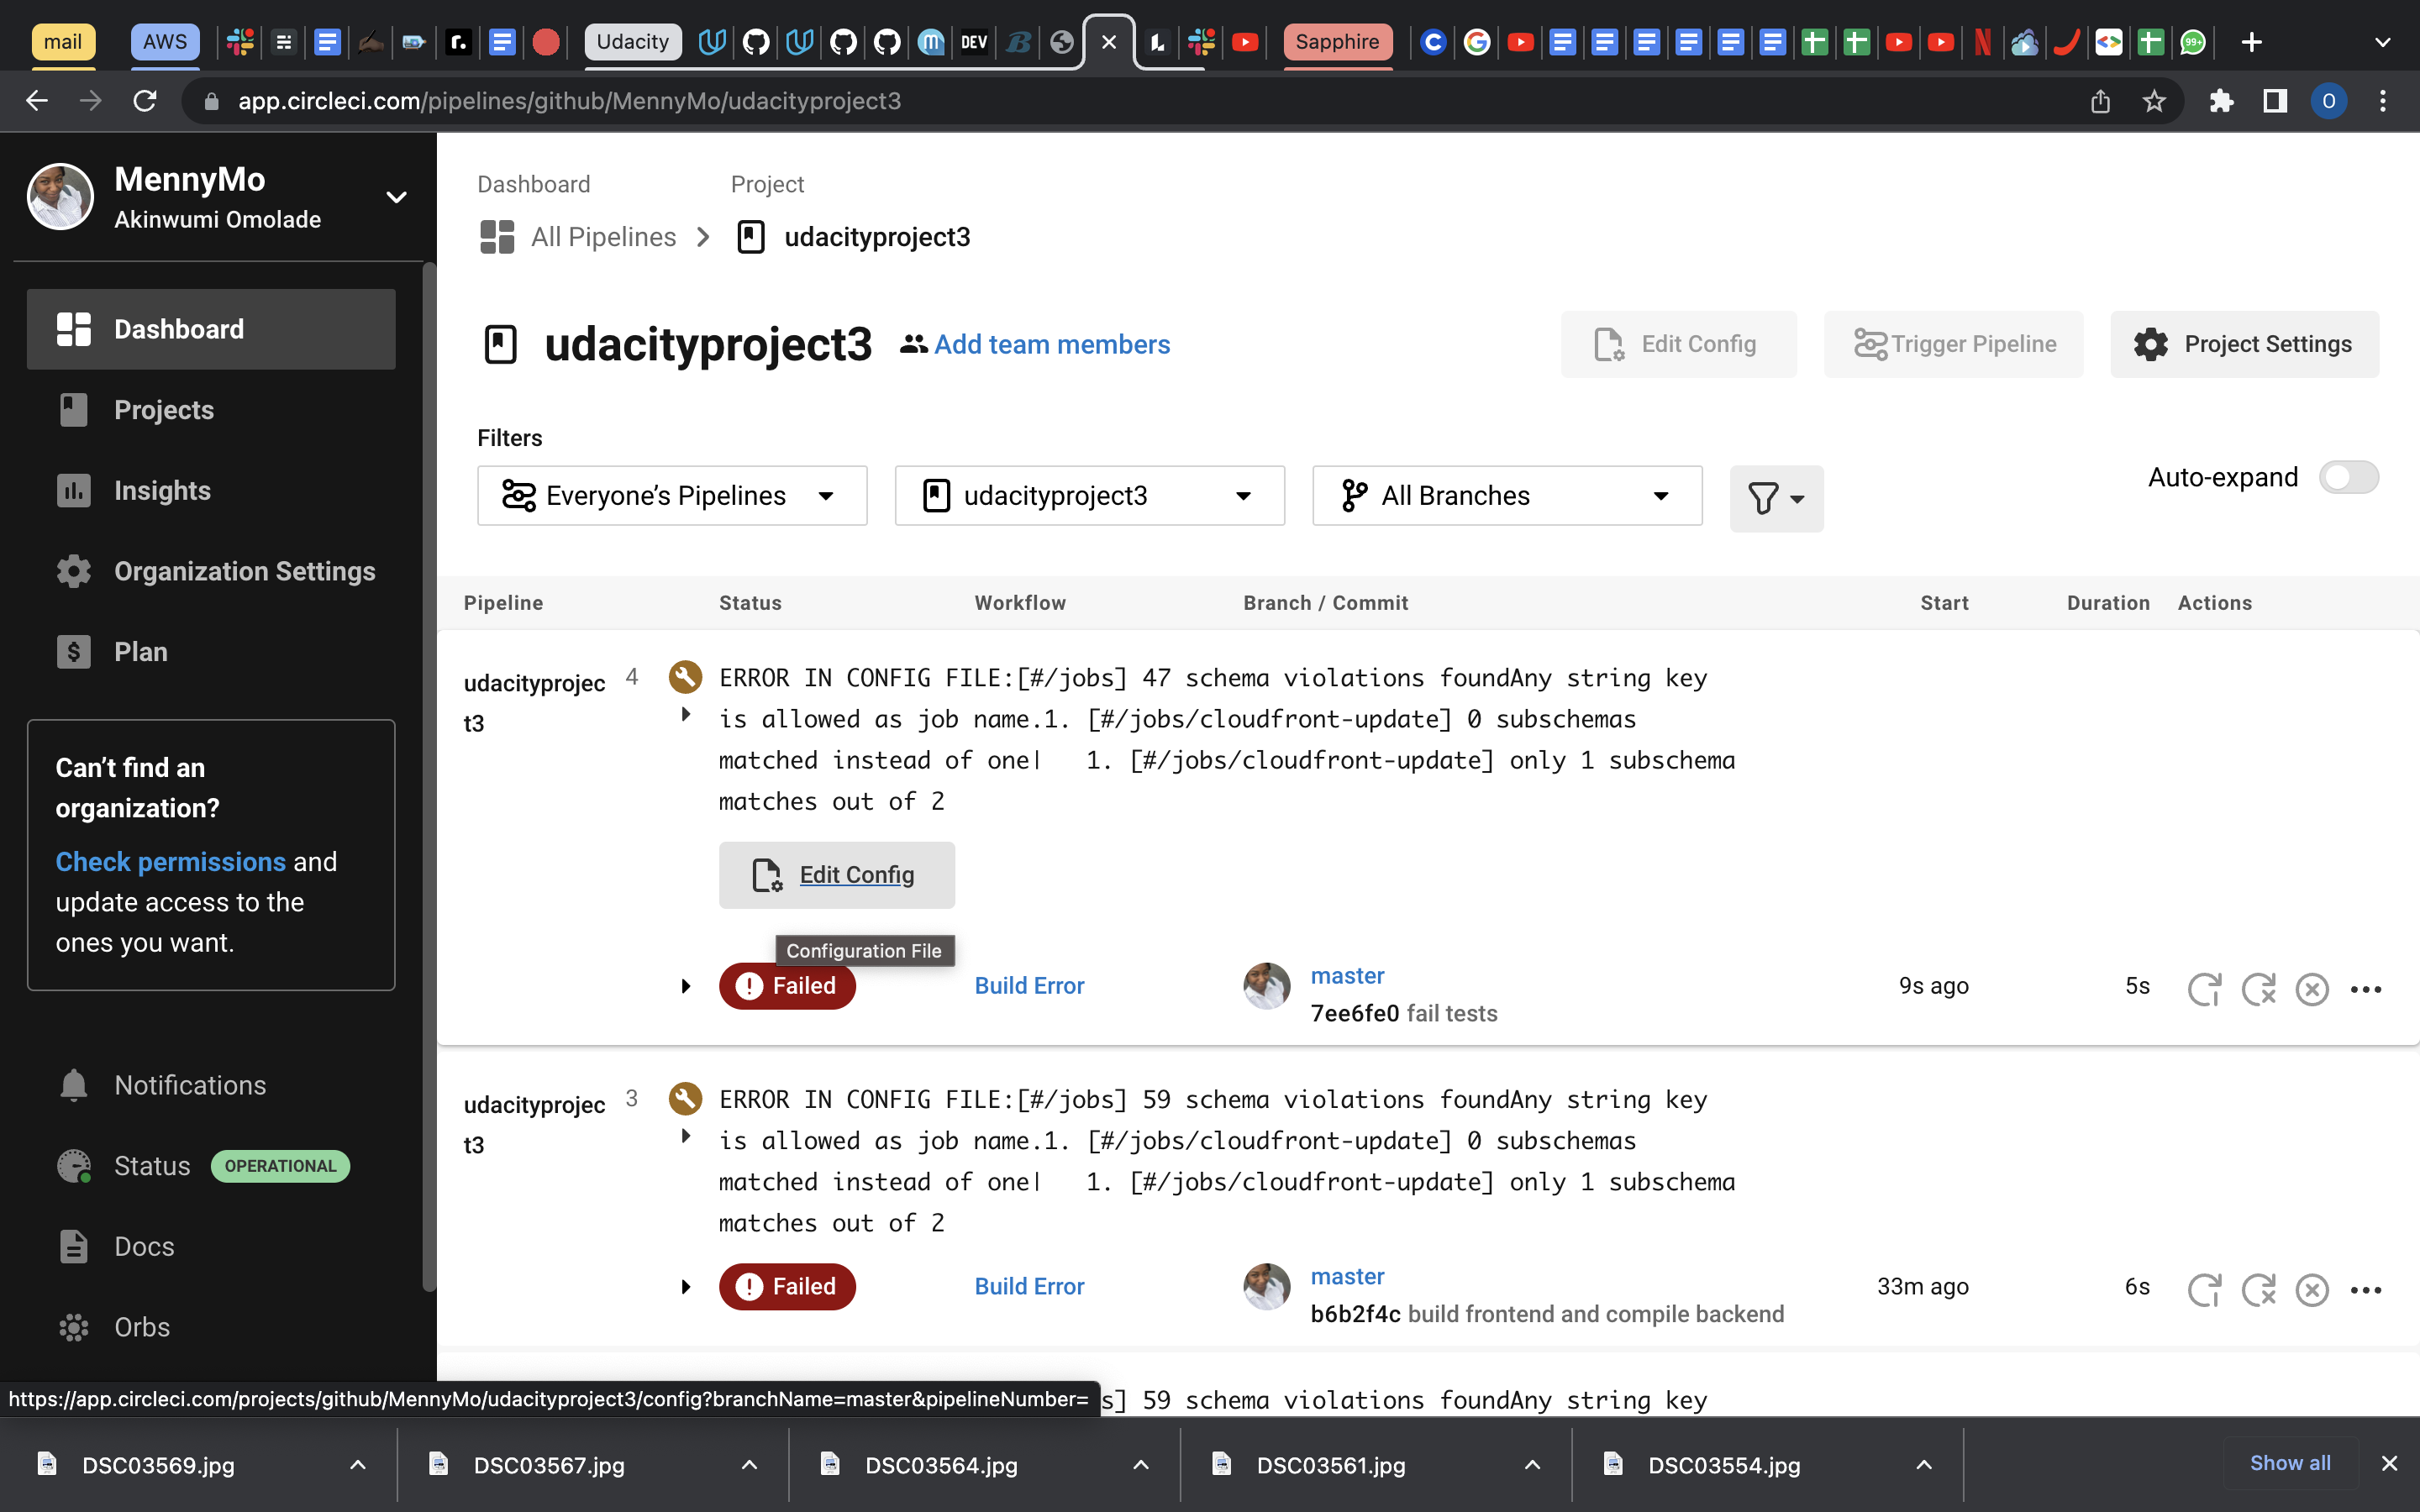 mail
AWS
Udacity
DEV
Sapphire
99+
app.circleci.com/pipelines/github/MennyMo/udacityproject3
O
MennyMo
Akinwumi Omolade
Dashboard
Projects
Insights
Organization Settings
Plan
Can’t find an
organization?
Check permissions and
update access to the
ones you want.
Notifications
Status OPERATIONAL
Docs
Orbs
Dashboard Project
All Pipelines udacityproject3
udacityproject3 Add team members
Edit Config Trigger Pipeline Project Settings
Filters
Everyone’s Pipelines udacityproject3 All Branches
Auto-expand
Pipeline Status Workflow Branch / Commit Start Duration Actions
udacityprojec
t3
4
ERROR IN CONFIG FILE:[#/jobs] 47 schema violations foundAny string key
is allowed as job name.1. [#/jobs/cloudfront-update] 0 subschemas
matched instead of one| 1. [#/jobs/cloudfront-update] only 1 subschema
matches out of 2
Edit Config
Configuration File
Failed Build Error master 9s ago 5s
7ee6fe0 fail tests
udacityprojec
t3
3
ERROR IN CONFIG FILE:[#/jobs] 59 schema violations foundAny string key
is allowed as job name.1. [#/jobs/cloudfront-update] 0 subschemas
matched instead of one| 1. [#/jobs/cloudfront-update] only 1 subschema
matches out of 2
Failed Build Error master 33m ago 6s
b6b2f4c build frontend and compile backend
s] 59 schema violations foundAny string key
https://app.circleci.com/projects/github/MennyMo/udacityproject3/config?branchName=master&pipelineNumber=
DSC03569.jpg DSC03567.jpg DSC03564.jpg DSC03561.jpg DSC03554.jpg Show all